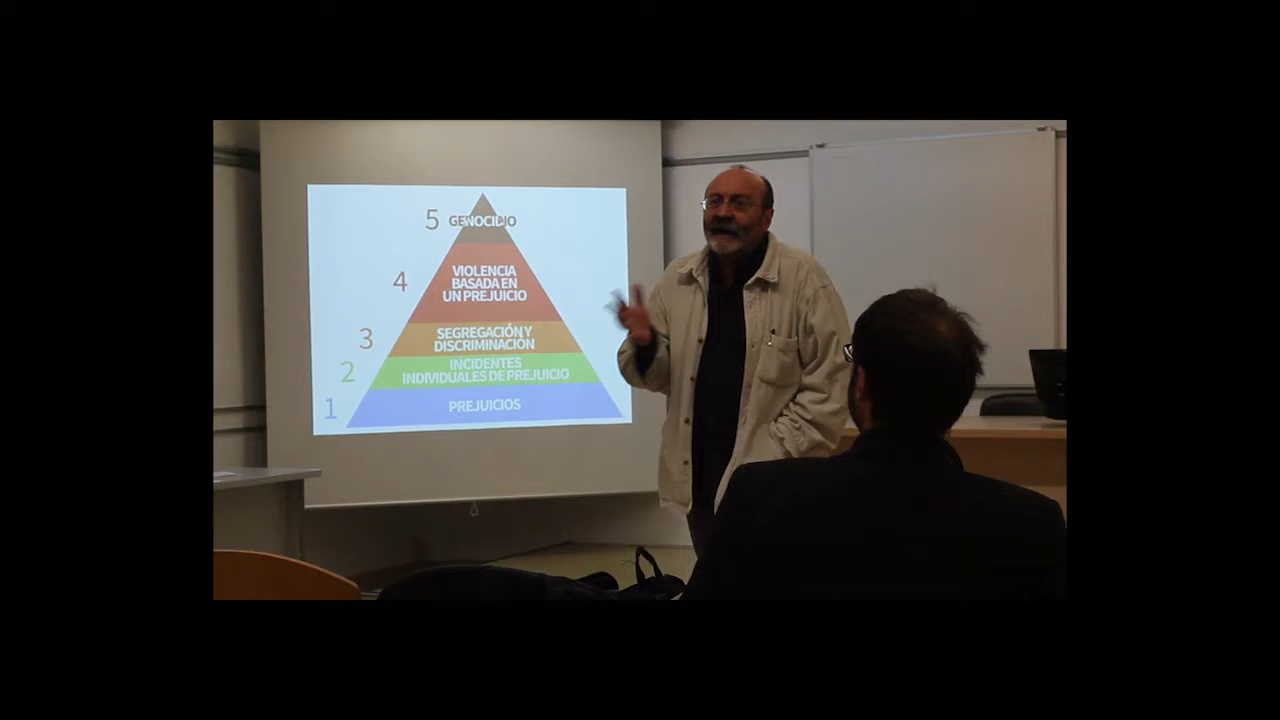 5 GENOCIDIO
4 VIOLENCIA
BASADA EN
UN PREJUICIO
3 SEGREGACIÓN Y
DISCRIMINACIÓN
2 INCIDENTES
INDIVIDUALES DE PREJUICIO
1 PREJUICIOS